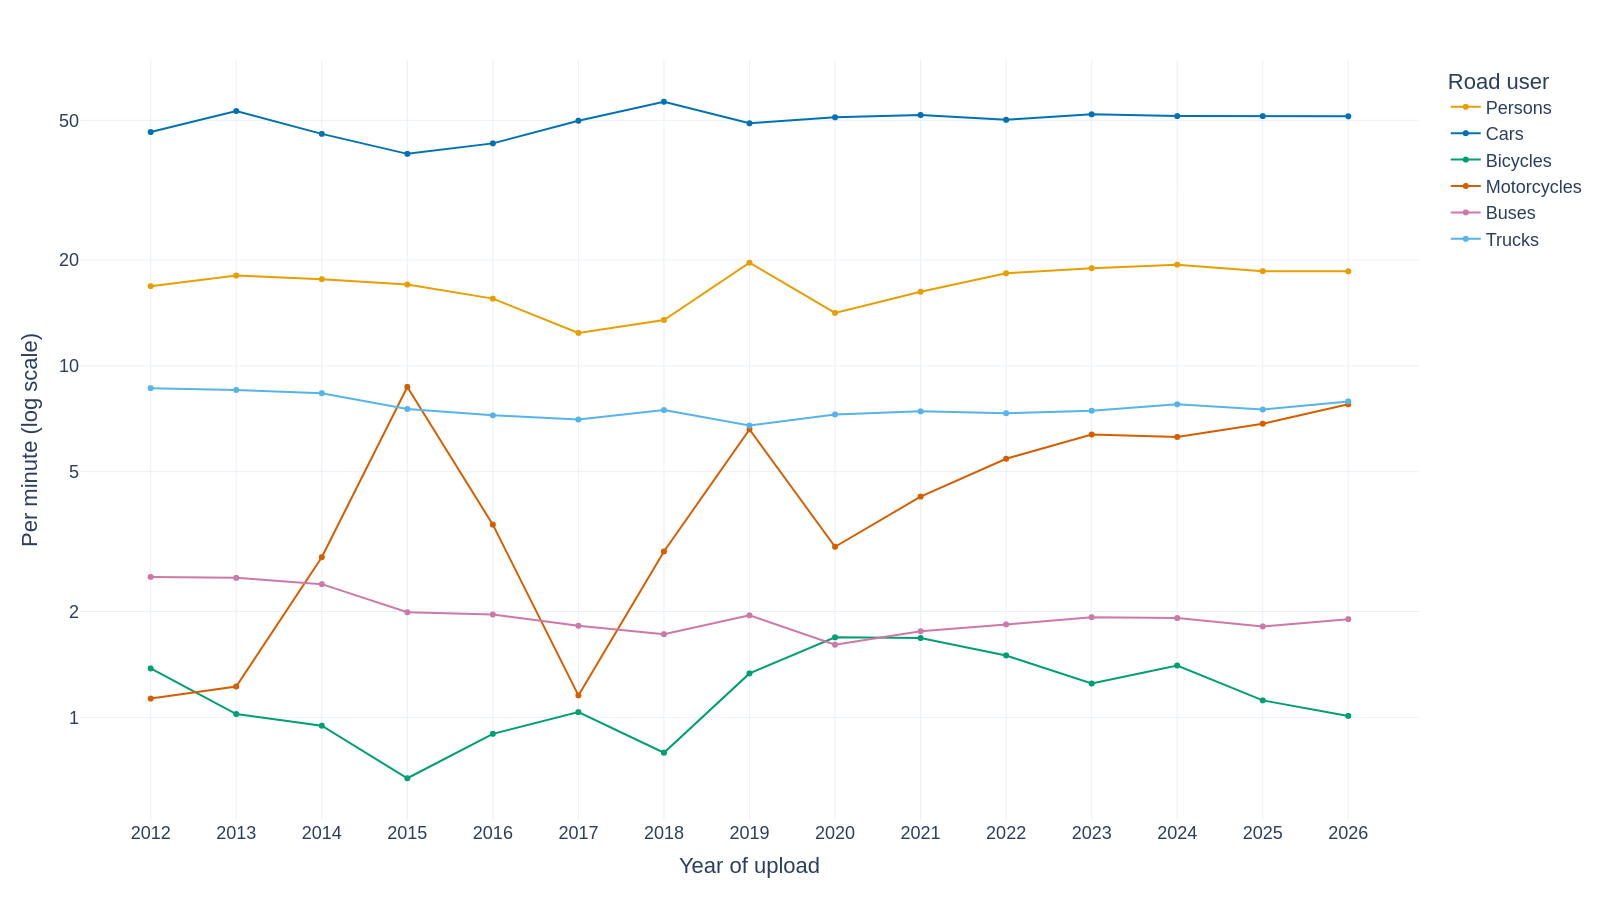 Road user
Persons
Cars
Bicycles
Motorcycles
Buses
Trucks
Per minute (log scale)
50
20
10
5
2
1
2012 2013 2014 2015 2016 2017 2018 2019 2020 2021 2022 2023 2024 2025 2026
Year of upload